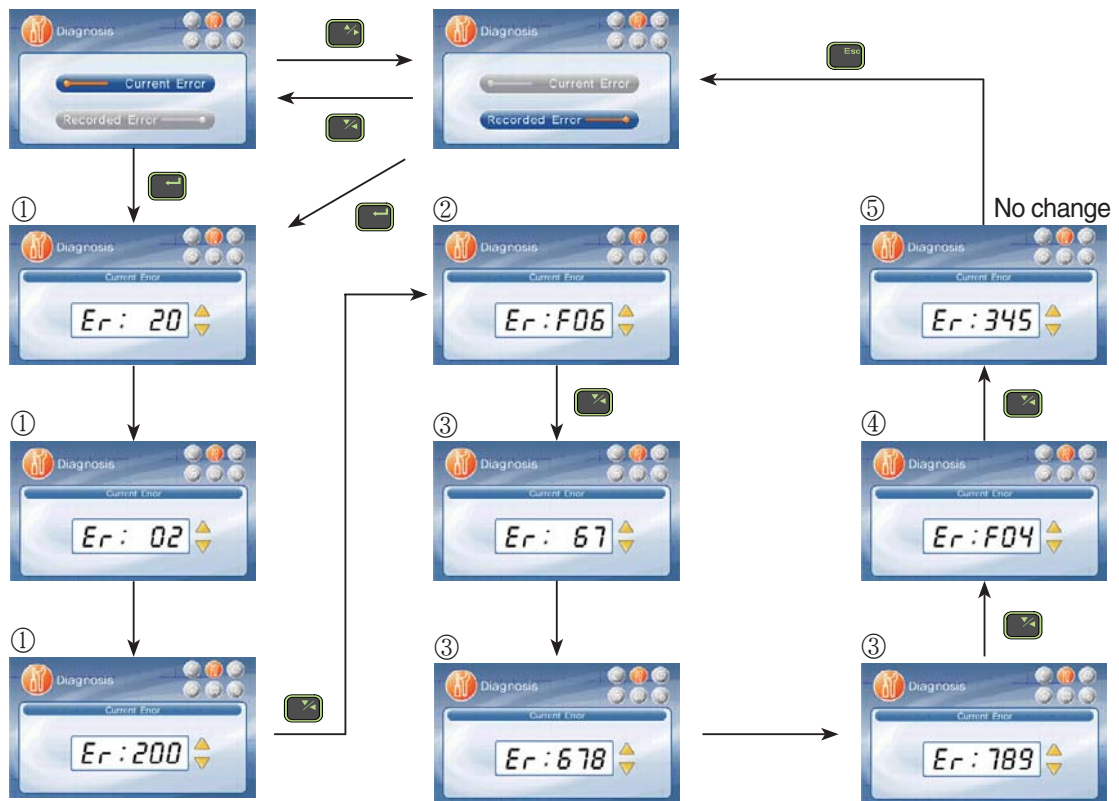 Diagnosis
Current Error
Recorded Error
Diagnosis
Current Error
Recorded Error
Esc
①
Diagnosis
Current Error
Er: 20
②
Diagnosis
Current Error
Er:F06
⑤
No change
Diagnosis
Current Error
Er:345
①
Diagnosis
Current Error
Er: 02
③
Diagnosis
Current Error
Er: 67
④
Diagnosis
Current Error
Er:F04
①
Diagnosis
Current Error
Er:200
③
Diagnosis
Current Error
Er:678
③
Diagnosis
Current Error
Er:789